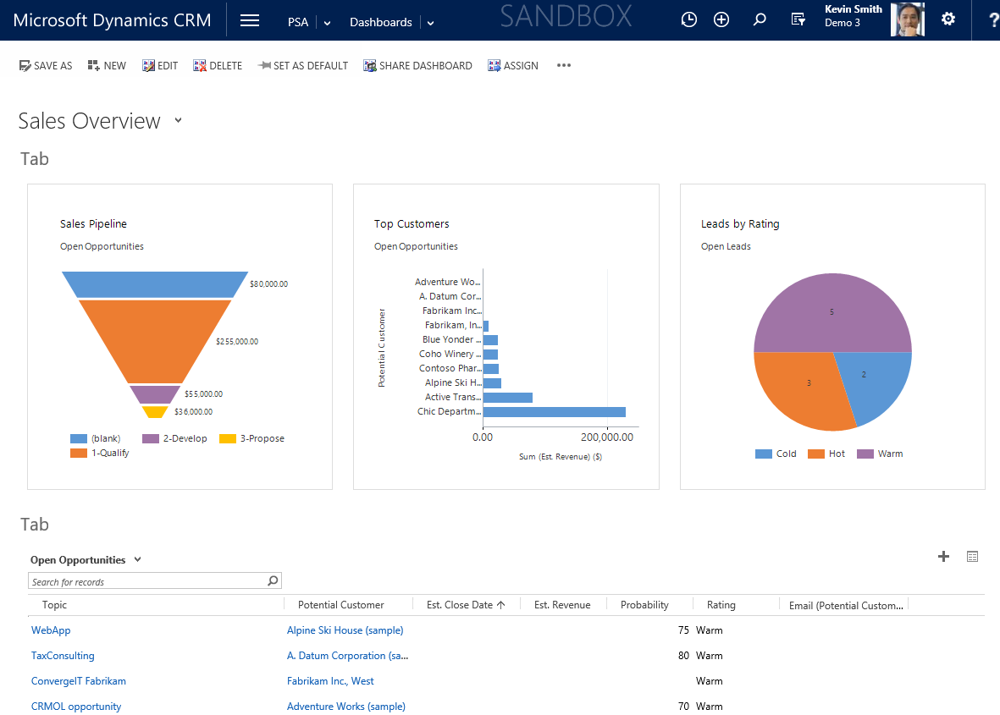 Microsoft Dynamics CRM PSA Dashboards SANDBOX Kevin Smith ?
Demo 3
SAVE AS NEW EDIT DELETE SET AS DEFAULT SHARE DASHBOARD ASSIGN •••
Sales Overview
Tab
Sales Pipeline
Open Opportunities
$80,000.00
$255,000.00
$55,000.00
$36,000.00
(blank) 2-Develop 3-Propose
1-Qualify
Top Customers
Open Opportunities
Potential Customer
Adventure Wo...
A. Datum Cor...
Fabrikam Inc...
Fabrikam, In...
Blue Yonder ...
Coho Winery ...
Contoso Phar...
Alpine Ski H...
Active Trans...
Chic Departm...
0.00 200,000.00
Sum (Est. Revenue) ($)
Leads by Rating
Open Leads
5
2
3
Cold Hot Warm
Tab
Open Opportunities
Search for records
Topic Potential Customer Est. Close Date Est. Revenue Probability Rating Email (Potential Custom...
WebApp Alpine Ski House (sample) 75 Warm
TaxConsulting A. Datum Corporation (sa... 80 Warm
ConvergeIT Fabrikam Fabrikam Inc., West Warm
CRMOL opportunity Adventure Works (sample) 70 Warm